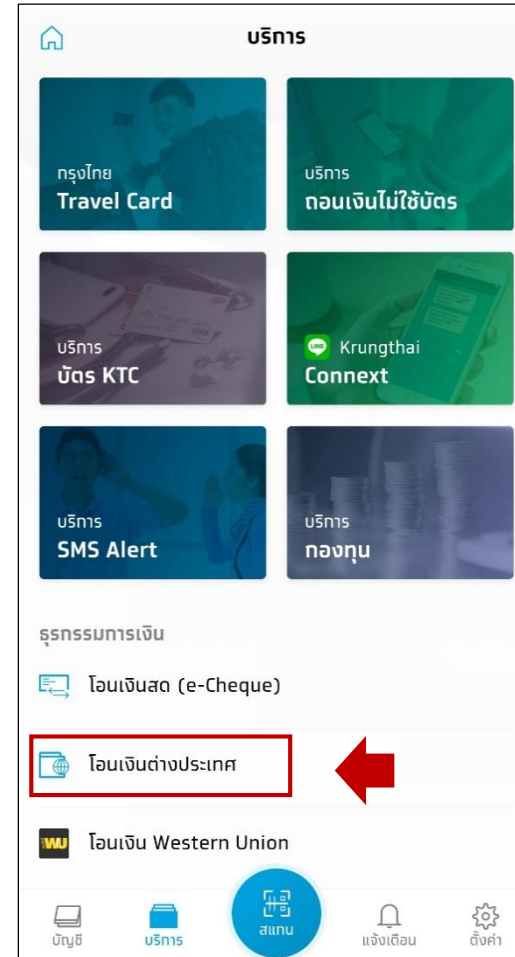 บริการ
กรุงไทย
Travel Card
บริการ
ถอนเงินไม่ใช้บัตร
บริการ
บัตร KTC
LINE Krungthai
Connext
บริการ
SMS Alert
บริการ
กองทุน
ธุรกรรมการเงิน
โอนเงินสด (e-Cheque)
โอนเงินต่างประเทศ
WU โอนเงิน Western Union
บัญชี
บริการ
สแกน
แจ้งเตือน
ตั้งค่า